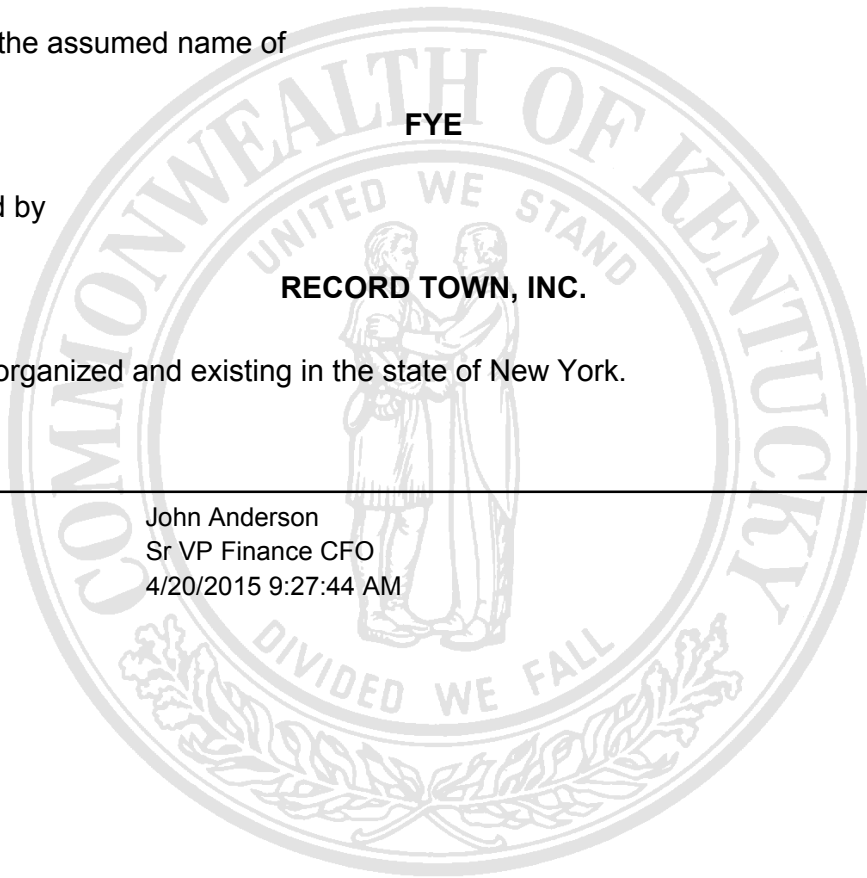 the assumed name of
FYE
d by
RECORD TOWN, INC.
organized and existing in the state of New York.
John Anderson
Sr VP Finance CFO
4/20/2015 9:27:44 AM
COMMONWEALTH OF KENTUCKY
UNITED WE STAND
DIVIDED WE FALL